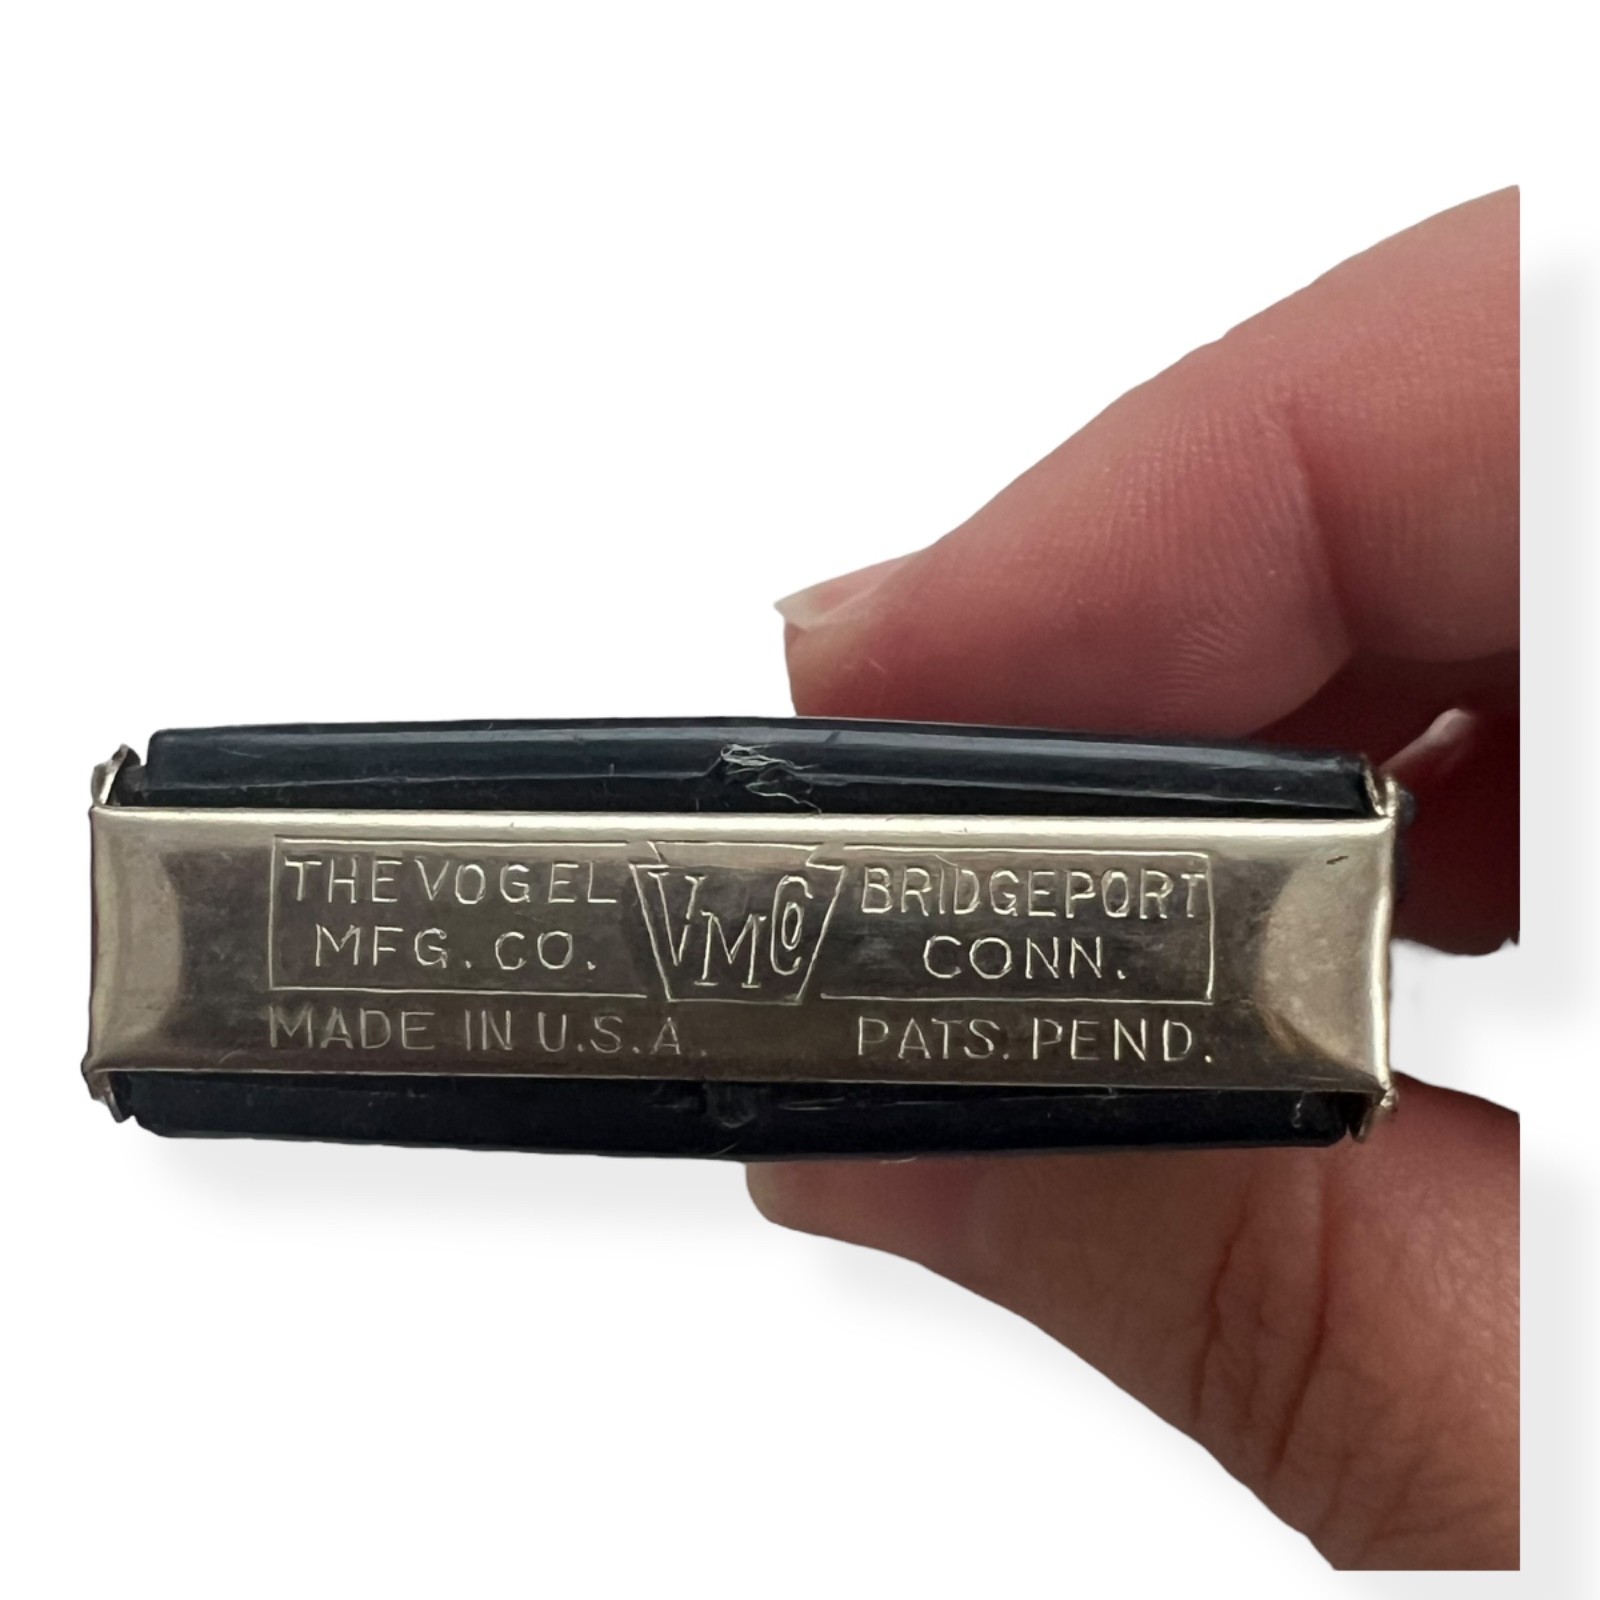 THE VOGEL
MFG. CO.
VMCO
BRIDGEPORT
CONN.
MADE IN U.S.A.
PATS. PEND.